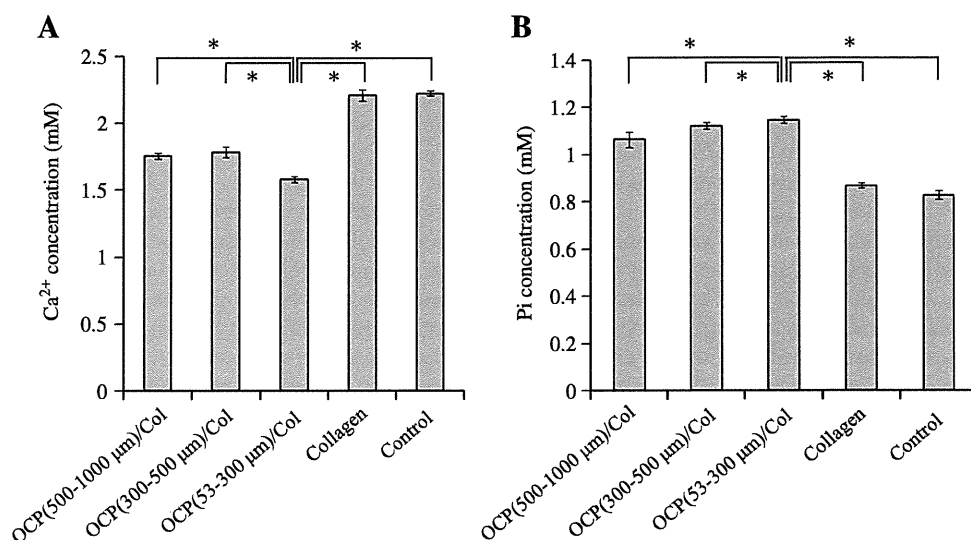 A
Ca²⁺ concentration (mM)
2.5
2
1.5
1
0.5
0
*
*
*
*
OCP(500-1000 μm)/Col
OCP(300-500 μm)/Col
OCP(53-300 μm)/Col
Collagen
Control
B
Pi concentration (mM)
1.4
1.2
1
0.8
0.6
0.4
0.2
0
*
*
*
*
OCP(500-1000 μm)/Col
OCP(300-500 μm)/Col
OCP(53-300 μm)/Col
Collagen
Control